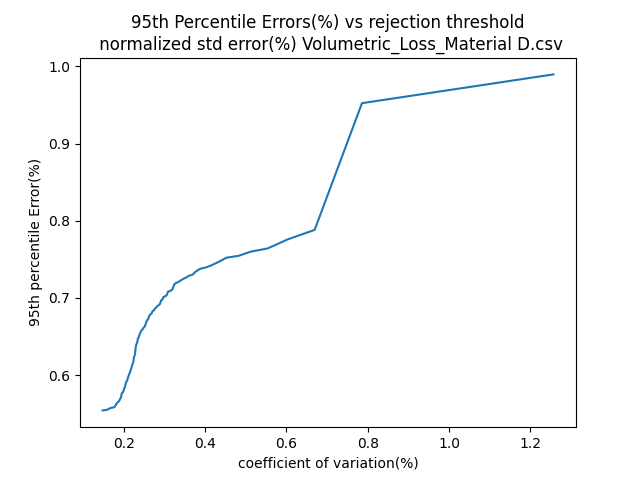 95th Percentile Errors(%) vs rejection threshold
normalized std error(%) Volumetric_Loss_Material D.csv
1.0
0.9
0.8
0.7
0.6
95th percentile Error(%)
0.2 0.4 0.6 0.8 1.0 1.2
coefficient of variation(%)